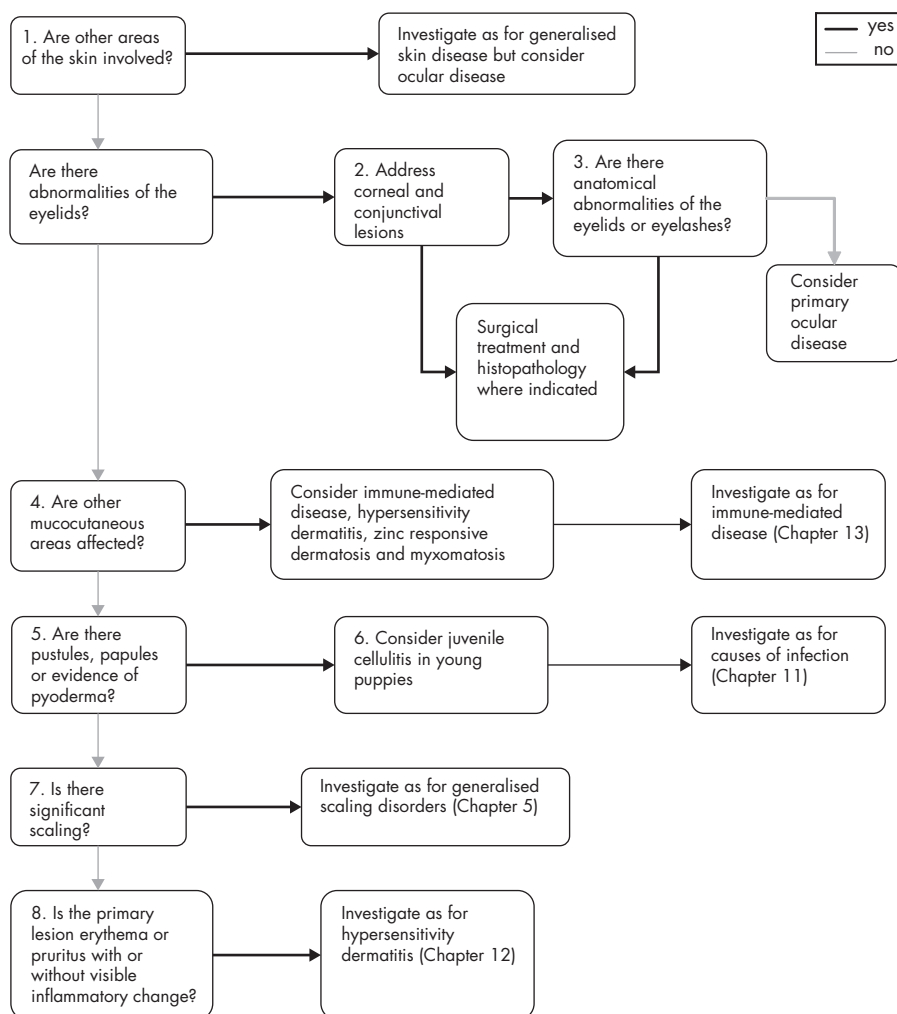 1. Are other areas
of the skin involved?
Investigate as for generalised
skin disease but consider
ocular disease
yes
no
Are there
abnormalities of the
eyelids?
2. Address
corneal and
conjunctival
lesions
3. Are there
anatomical
abnormalities of the
eyelids or eyelashes?
Consider
primary
ocular
disease
Surgical
treatment and
histopathology
where indicated
4. Are other
mucocutaneous
areas affected?
Consider immune-mediated
disease, hypersensitivity
dermatitis, zinc responsive
dermatosis and myxomatosis
Investigate as for
immune-mediated
disease (Chapter 13)
5. Are there
pustules, papules
or evidence of
pyoderma?
6. Consider juvenile
cellulitis in young
puppies
Investigate as for
causes of infection
(Chapter 11)
7. Is there
significant
scaling?
Investigate as for generalised
scaling disorders (Chapter 5)
8. Is the primary
lesion erythema or
pruritus with or
without visible
inflammatory change?
Investigate as for
hypersensitivity
dermatitis (Chapter 12)